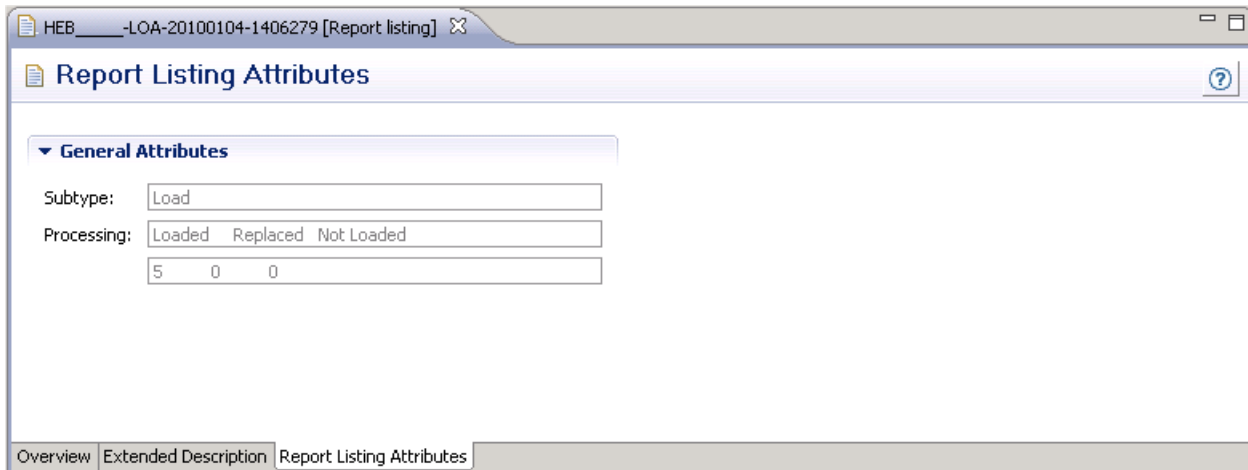 HEB_____-LOA-20100104-1406279 [Report listing]
Report Listing Attributes
?
General Attributes
Subtype: Load
Processing: Loaded Replaced Not Loaded
5 0 0
Overview Extended Description Report Listing Attributes